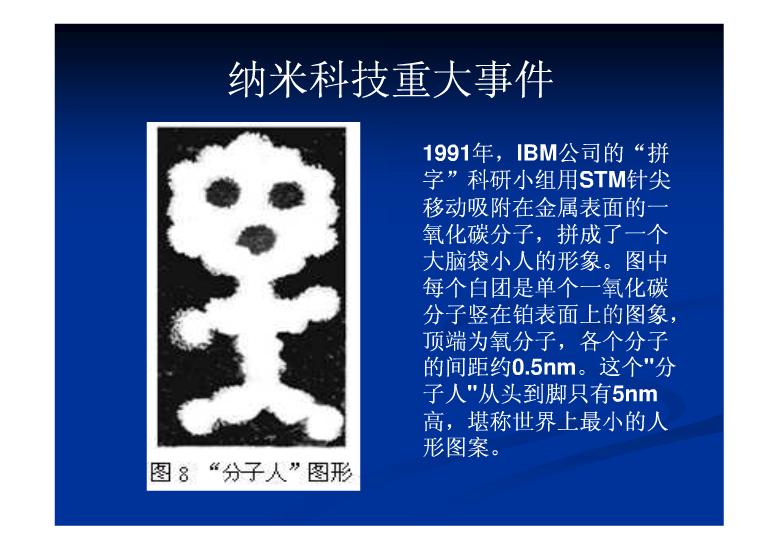 纳米科技重大事件
1991年，IBM公司的“拼
字”科研小组用STM针尖
移动吸附在金属表面的一
氧化碳分子，拼成了一个
大脑袋小人的形象。图中
每个白团是单个一氧化碳
分子竖在铂表面上的图象，
顶端为氧分子，各个分子
的间距约0.5nm。这个"分
子人"从头到脚只有5nm
高，堪称世界上最小的人
形图案。
图 8 “分子人”图形